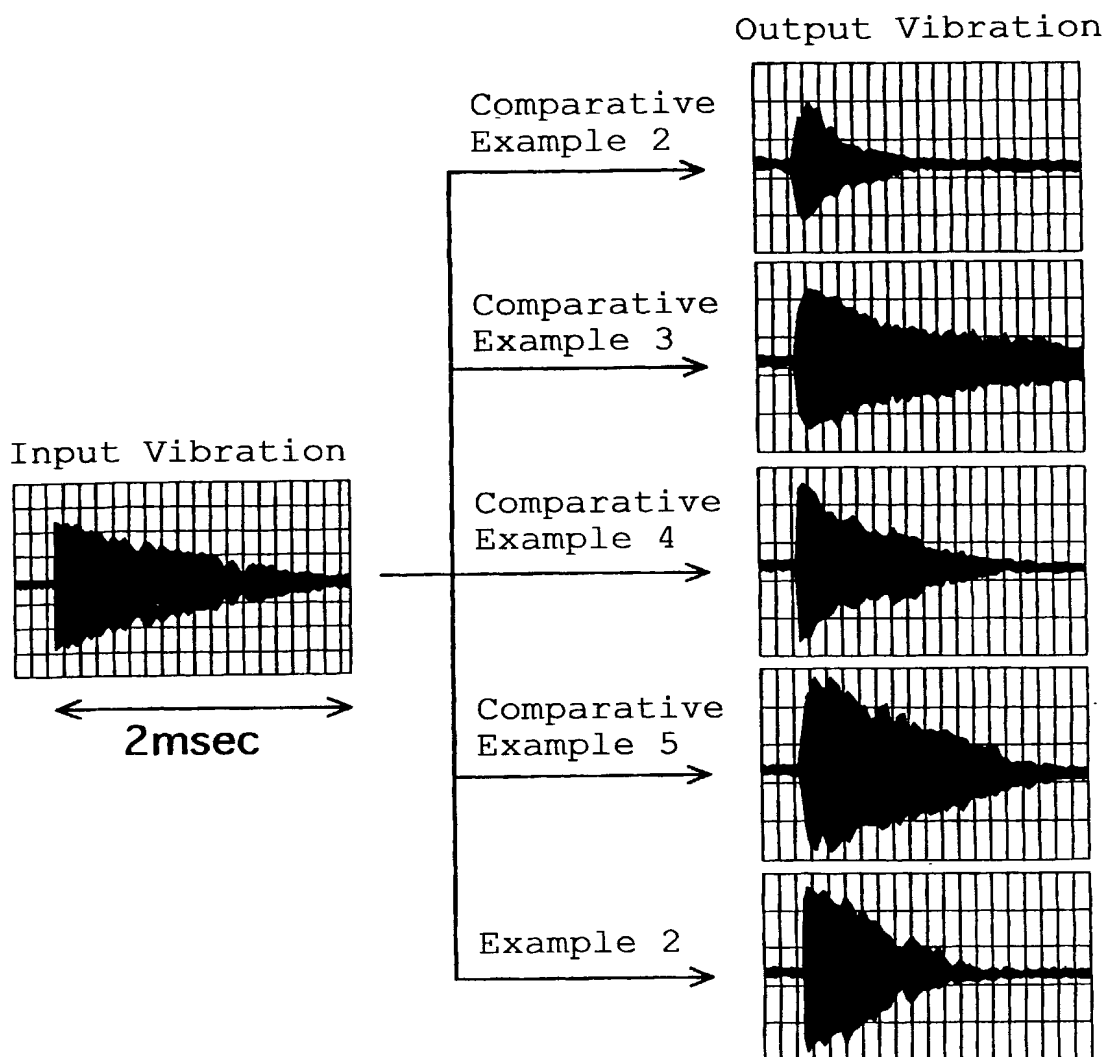 Output Vibration
Comparative
Example 2
Comparative
Example 3
Input Vibration
Comparative
Example 4
2msec
Comparative
Example 5
Example 2